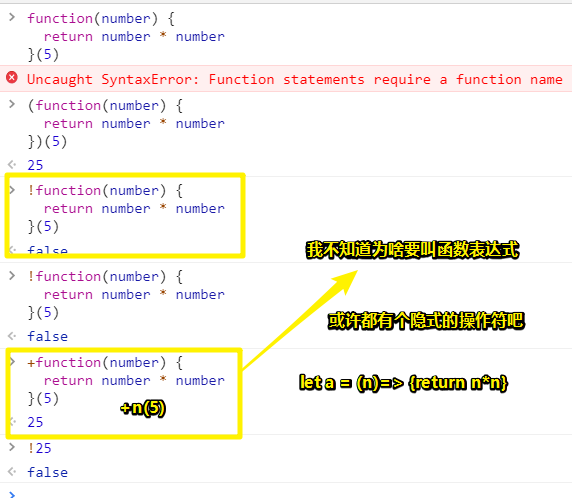 function(number) {
return number * number
}(5)
Uncaught SyntaxError: Function statements require a function name
(function(number) {
return number * number
})(5)
25
!function(number) {
return number * number
}(5)
false
我不知道为啥要叫函数表达式
!function(number) {
return number * number
}(5)
或许都有个隐式的操作符吧
false
+function(number) {
return number * number
let a = (n)=> {return n*n}
}(5)
+n(5)
25
!25
false